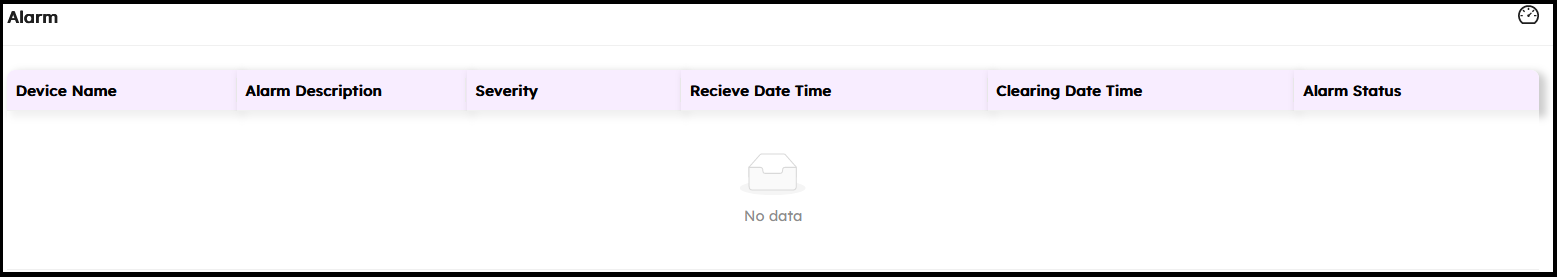 Alarm
Device Name Alarm Description Severity Recieve Date Time Clearing Date Time Alarm Status
No data